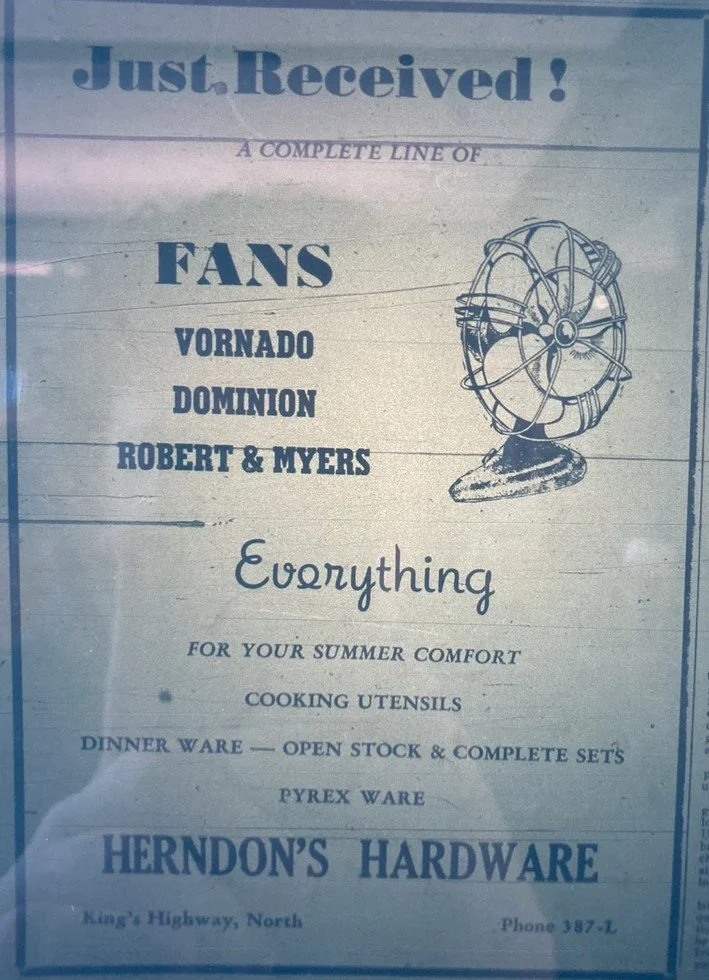 Just Received!
A COMPLETE LINE OF
FANS
VORNADO
DOMINION
ROBERT & MYERS
Everything
FOR YOUR SUMMER COMFORT
COOKING UTENSILS
DINNER WARE — OPEN STOCK & COMPLETE SETS
PYREX WARE
HERNDON'S HARDWARE
King's Highway, North Phone 387-L